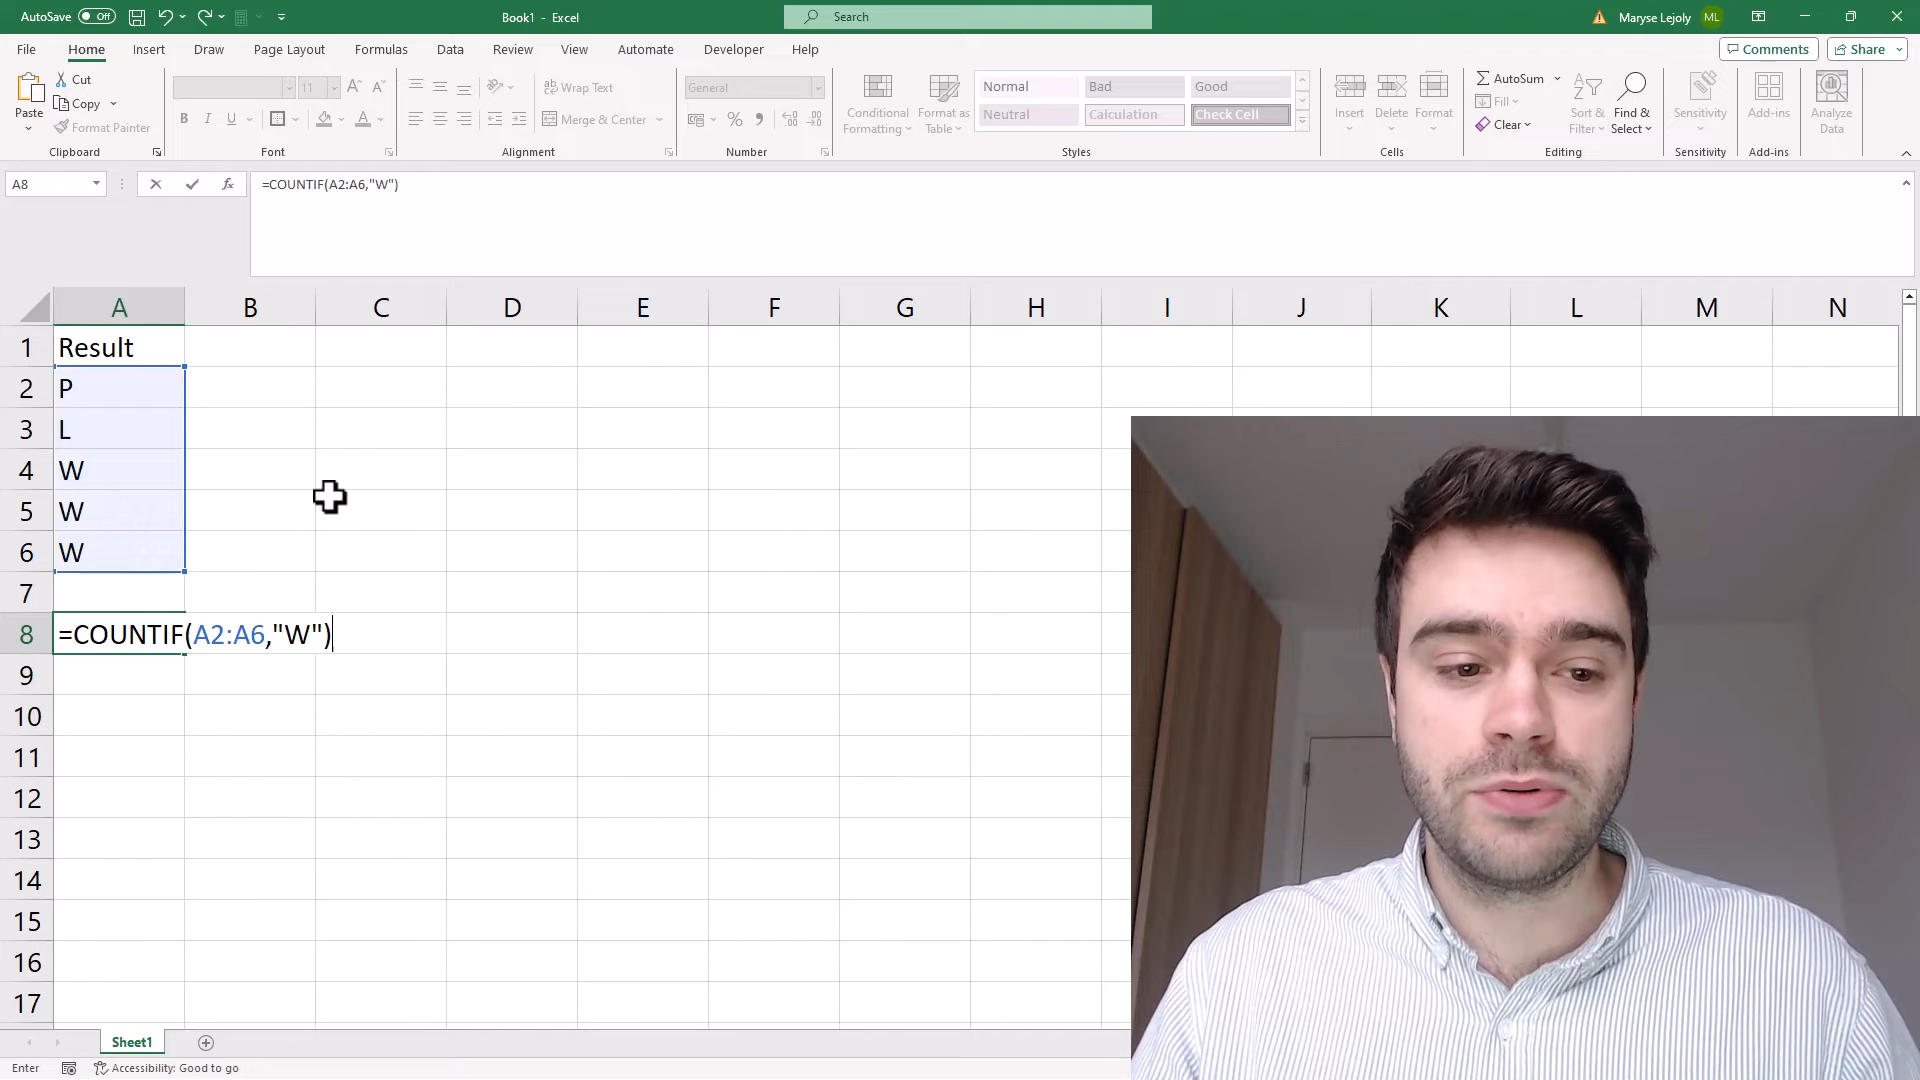 AutoSave Off Book1 - Excel Search Maryse Lejoly ML
File Home Insert Draw Page Layout Formulas Data Review View Automate Developer Help Comments Share
Paste Cut Copy Format Painter
Clipboard
11
B I U A A A
Font
ab Wrap Text
Merge & Center
Alignment
General
%
Number
Conditional Formatting
Format as Table
Normal Bad Good
Neutral Calculation Check Cell
Styles
Insert Delete Format
Cells
AutoSum
Fill
Clear
Sort & Filter
Find & Select
Editing
Sensitivity
Sensitivity
Add-ins
Add-ins
Analyze Data
A8 fx =COUNTIF(A2:A6,"W")
A B C D E F G H I J K L M N
1 Result
2 P
3 L
4 W
5 W
6 W
7
8 =COUNTIF(A2:A6,"W")
9
10
11
12
13
14
15
16
17
Sheet1
Enter Accessibility: Good to go